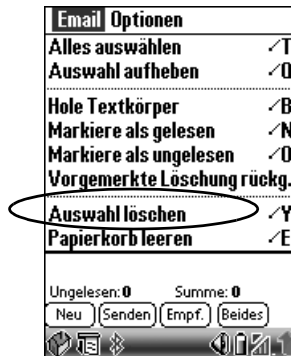 Email Optionen
Alles auswählen ⁄T
Auswahl aufheben ⁄Q
Hole Textkörper ⁄B
Markiere als gelesen ⁄N
Markiere als ungelesen ⁄O
Vorgemerkte Löschung rückg.
Auswahl löschen ⁄Y
Papierkorb leeren ⁄E
Ungelesen: 0 Summe: 0
Neu Senden Empf. Beides